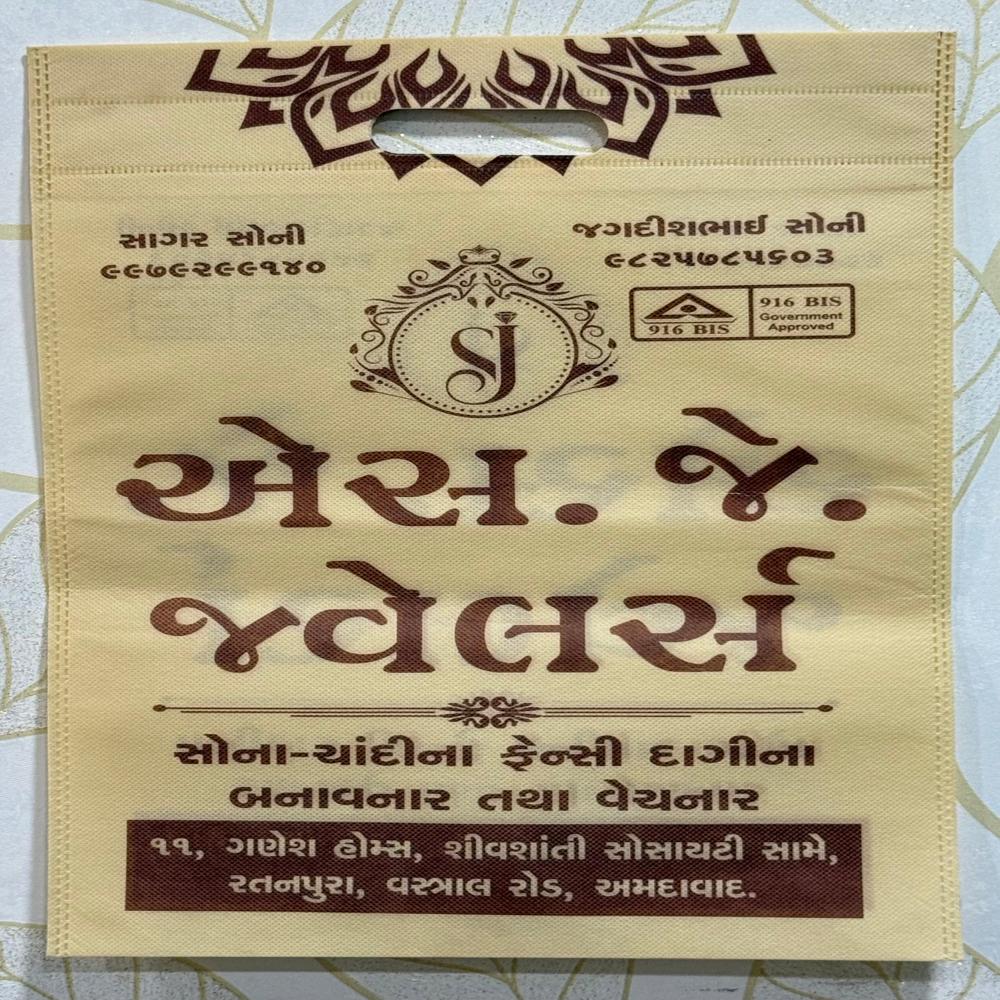 સાગર સોની
૯૯૭૯૨૯૯૧૪૦
જગદીશભાઈ સોની
૯૮૨૫૭૮૫૬૦૩
916 BIS
916 BIS
Government
Approved
SJ
એસ. જે.
જ્વેલર્સ
સોના-ચાંદીના ફેન્સી દાગીના
બનાવનાર તથા વેચનાર
૧૧, ગણેશ હોમ્સ, શીવશાંતી સોસાયટી સામે,
રતનપુરા, વસ્ત્રાલ રોડ, અમદાવાદ.